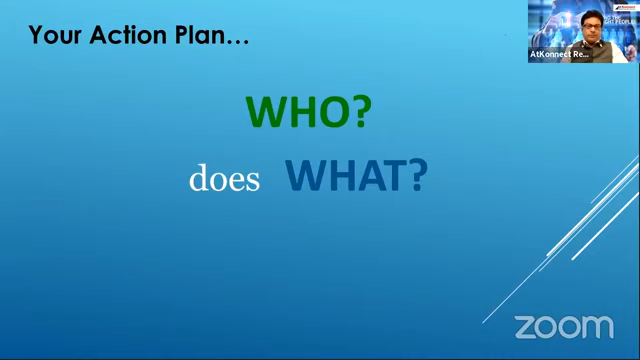 Your Action Plan...
WHO?
does WHAT?
AtKonnect Re...
zoom